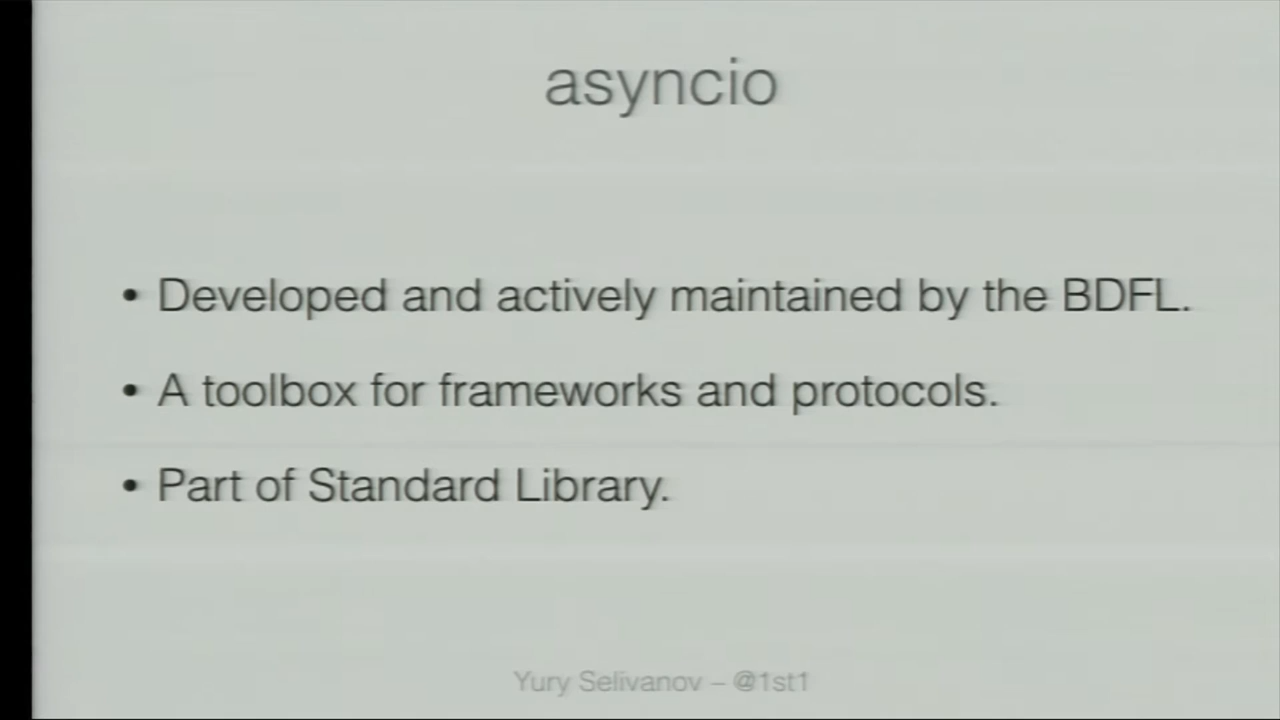 asyncio
• Developed and actively maintained by the BDFL.
• A toolbox for frameworks and protocols.
• Part of Standard Library.
Yury Selivanov – @1st1